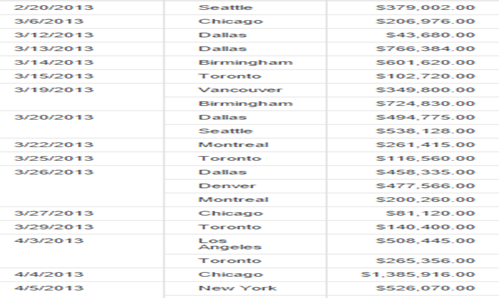 2/20/2013 Seattle $379,002.00
3/6/2013 Chicago $206,976.00
3/12/2013 Dallas $43,680.00
3/13/2013 Dallas $766,384.00
3/14/2013 Birmingham $601,620.00
3/15/2013 Toronto $102,720.00
3/19/2013 Vancouver $349,800.00
Birmingham $724,830.00
3/20/2013 Dallas $494,775.00
Seattle $538,128.00
3/22/2013 Montreal $261,415.00
3/25/2013 Toronto $116,560.00
3/26/2013 Dallas $458,335.00
Denver $477,566.00
Montreal $200,260.00
3/27/2013 Chicago $81,120.00
3/29/2013 Toronto $140,400.00
4/3/2013 Los $508,445.00
Angeles
Toronto $265,356.00
4/4/2013 Chicago $1,385,916.00
4/5/2013 New York $526,070.00